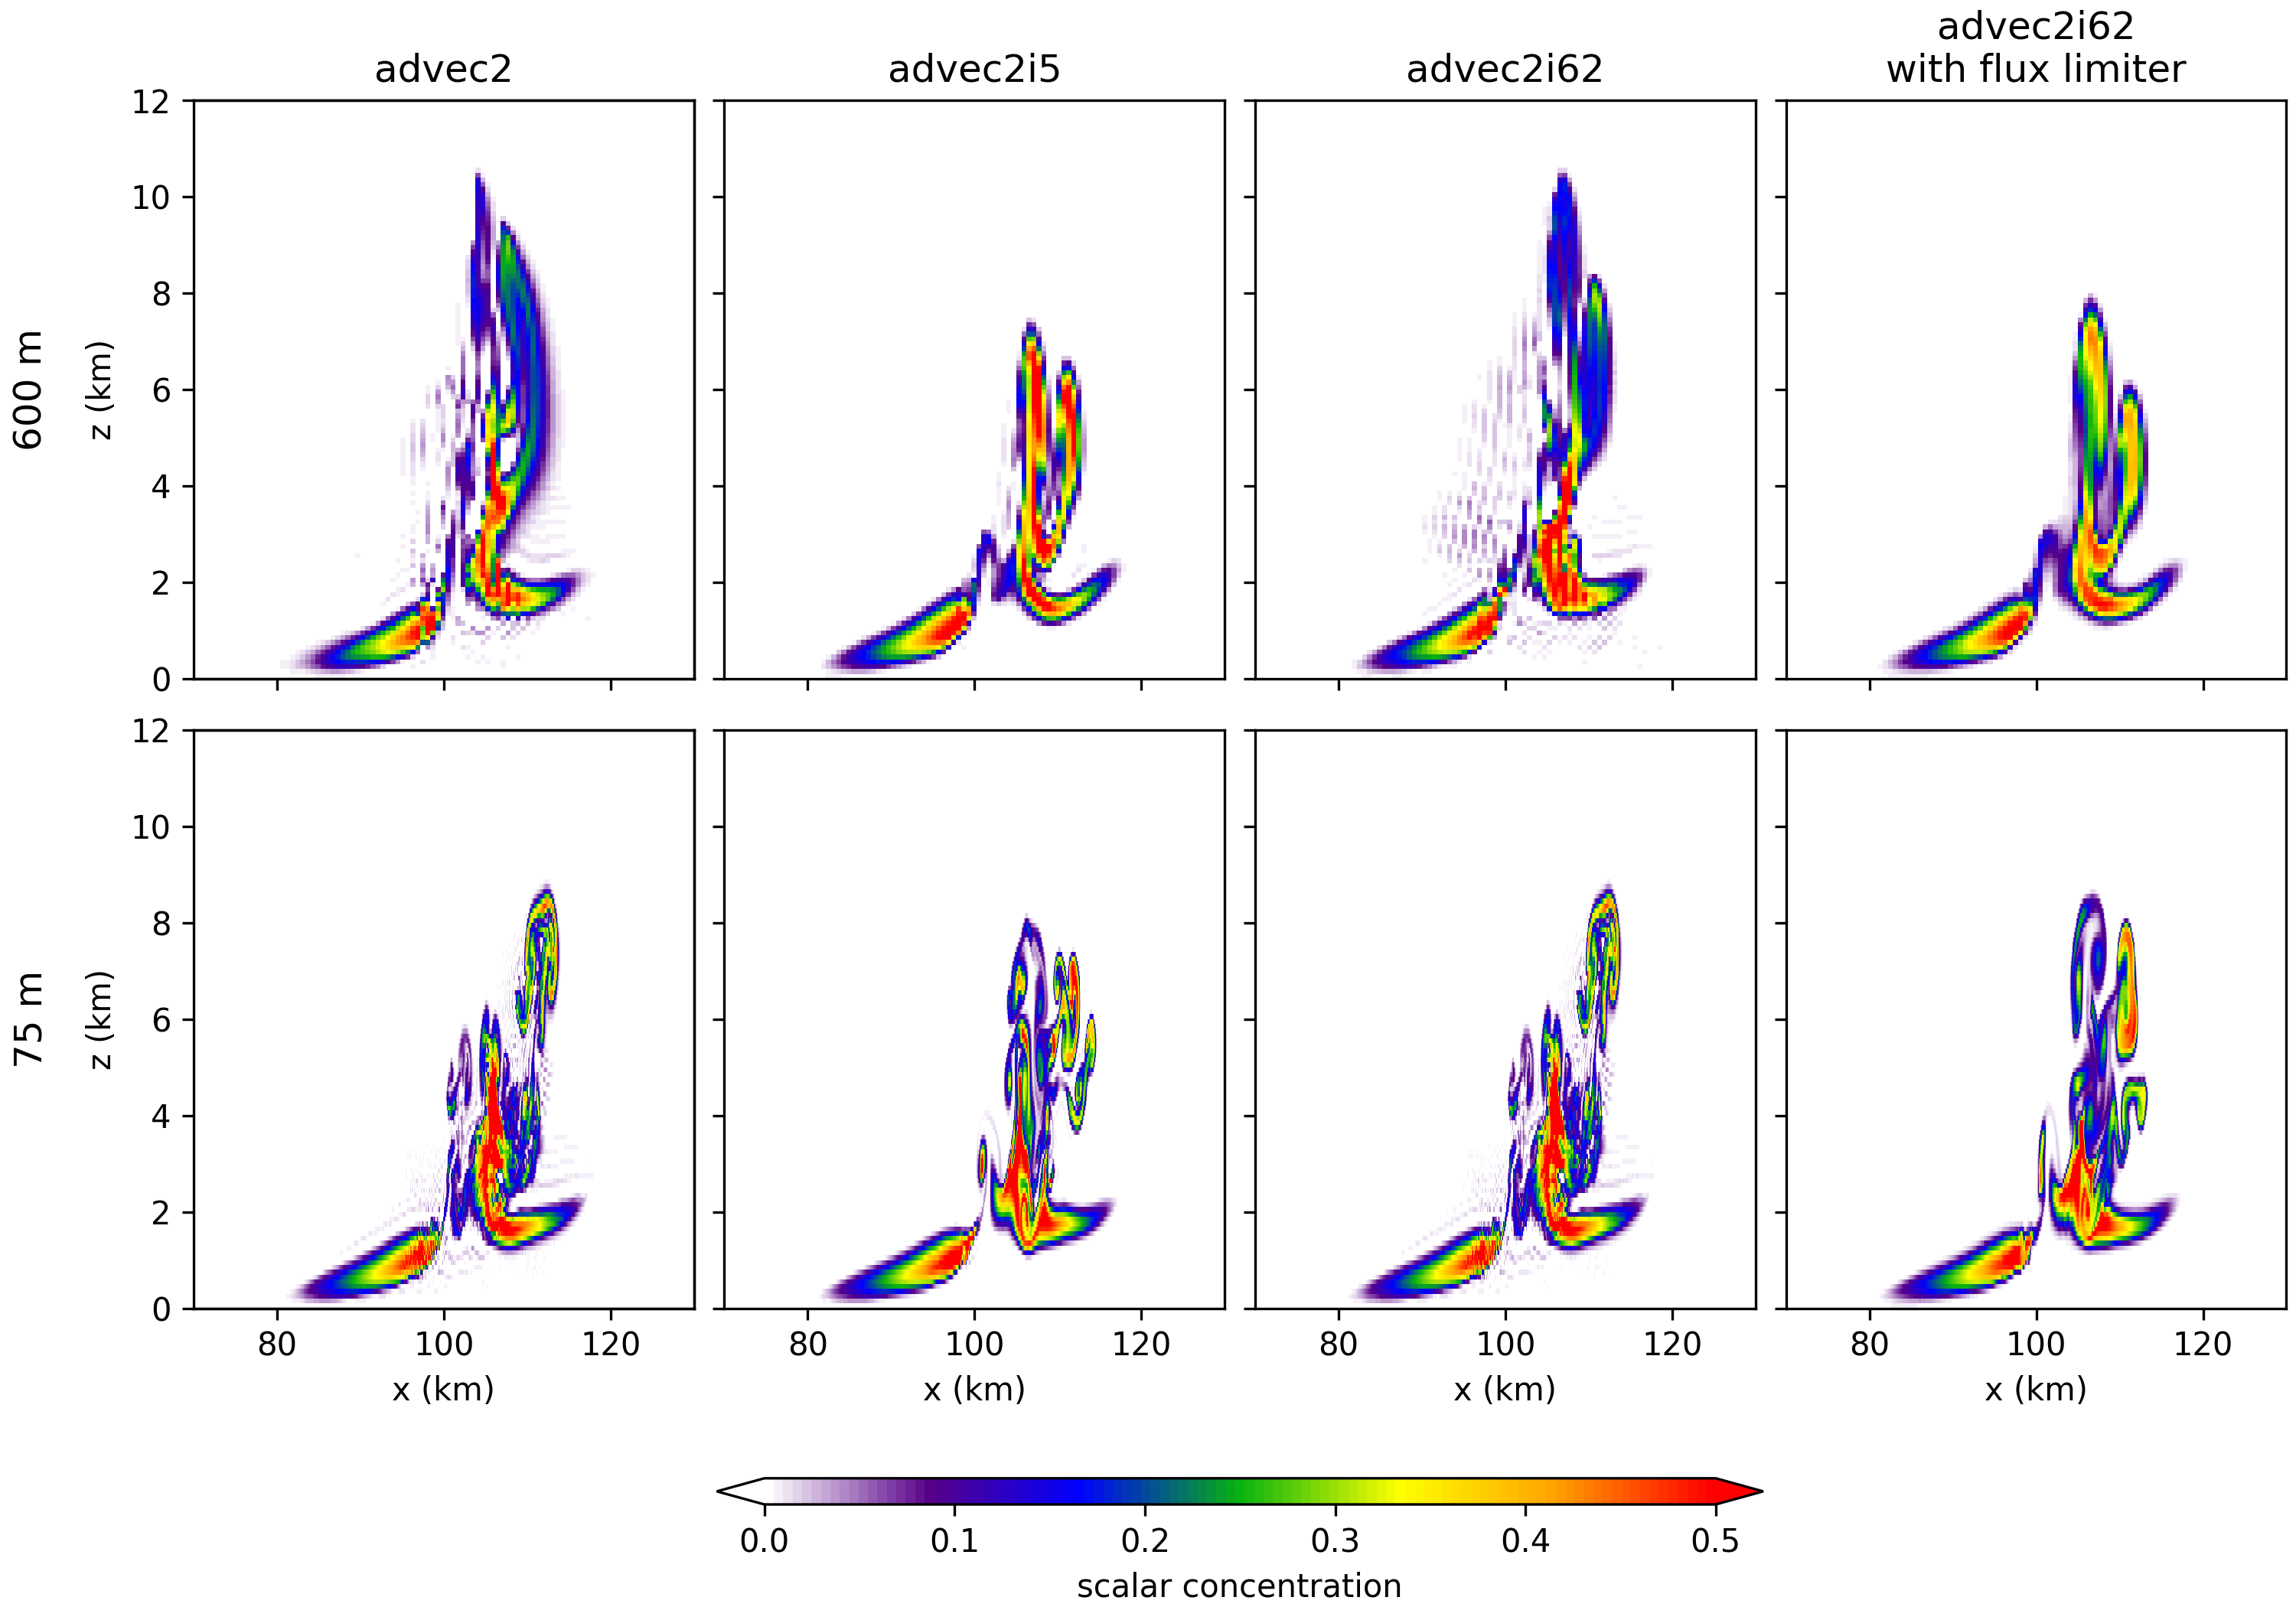 advec2 advec2i5 advec2i62 advec2i62
with flux limiter
600 m
z (km)
12
10
8
6
4
2
0
75 m
z (km)
12
10
8
6
4
2
0
80 100 120 80 100 120 80 100 120 80 100 120
x (km) x (km) x (km) x (km)
0.0 0.1 0.2 0.3 0.4 0.5
scalar concentration